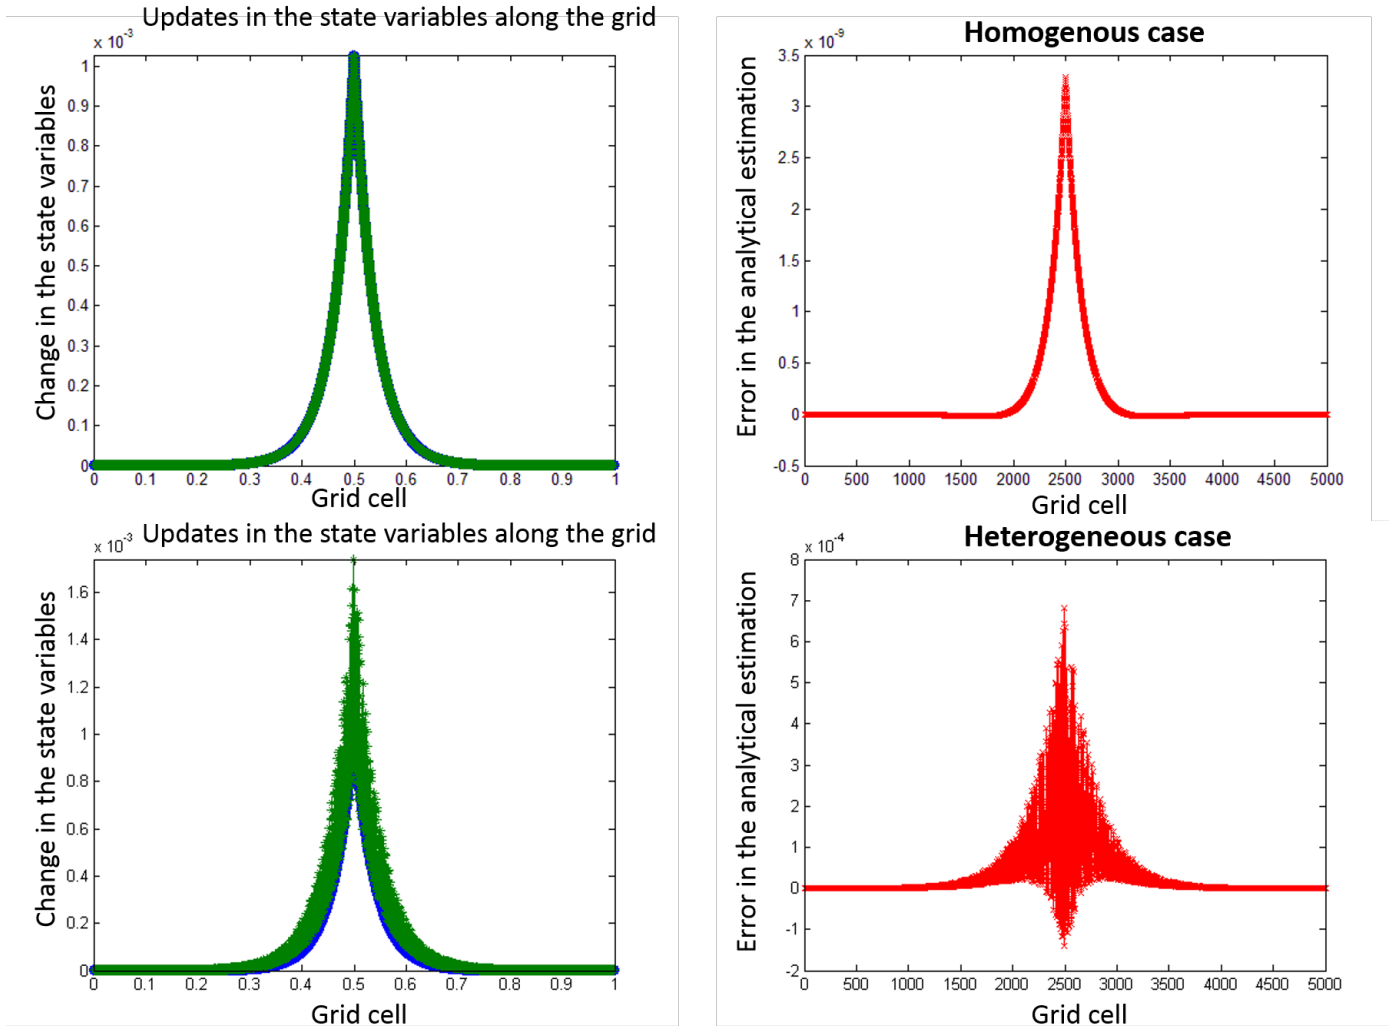 Updates in the state variables along the grid
x 10-3
Change in the state variables
1
0.9
0.8
0.7
0.6
0.5
0.4
0.3
0.2
0.1
0
0 0.1 0.2 0.3 0.4 0.5 0.6 0.7 0.8 0.9 1
Grid cell
Homogenous case
x 10-9
Error in the analytical estimation
3.5
3
2.5
2
1.5
1
0.5
0
-0.5
0 500 1000 1500 2000 2500 3000 3500 4000 4500 5000
Grid cell
Updates in the state variables along the grid
x 10-3
Change in the state variables
1.6
1.4
1.2
1
0.8
0.6
0.4
0.2
0
0 0.1 0.2 0.3 0.4 0.5 0.6 0.7 0.8 0.9 1
Grid cell
Heterogeneous case
x 10-4
Error in the analytical estimation
8
7
6
5
4
3
2
1
0
-1
-2
0 500 1000 1500 2000 2500 3000 3500 4000 4500 5000
Grid cell